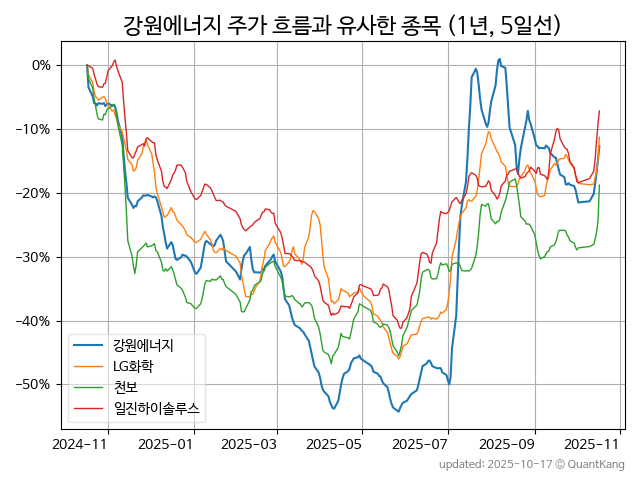 강원에너지 주가 흐름과 유사한 종목 (1년, 5일선)
0%
−10%
−20%
−30%
−40%
−50%
강원에너지
LG화학
천보
일진하이솔루스
2024−11
2025−01
2025−03
2025−05
2025−07
2025−09
2025−11
updated: 2025-10-17 © QuantKang